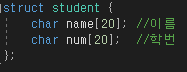 struct student {
char name[20]; //이름
char num[20]; //학번
};